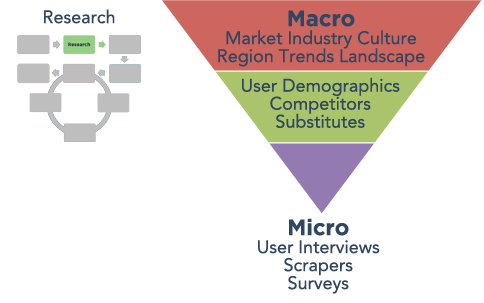 Research
Research
Macro
Market Industry Culture
Region Trends Landscape
User Demographics
Competitors
Substitutes
Micro
User Interviews
Scrapers
Surveys